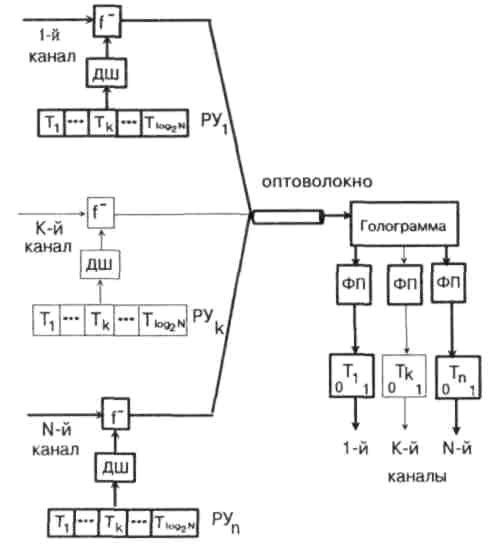 1-й
канал
f⁻
ДШ
T₁ --- Tₖ --- Tlog₂N РУ₁
оптоволокно
К-й
канал
f⁻
ДШ
T₁ --- Tₖ --- Tlog₂N РУk
Голограмма
ФП ФП ФП
T₁ Tk Tn
0 1 0 1 0 1
1-й К-й N-й
каналы
N-й
канал
f⁻
ДШ
T₁ --- Tₖ --- Tlog₂N РУn